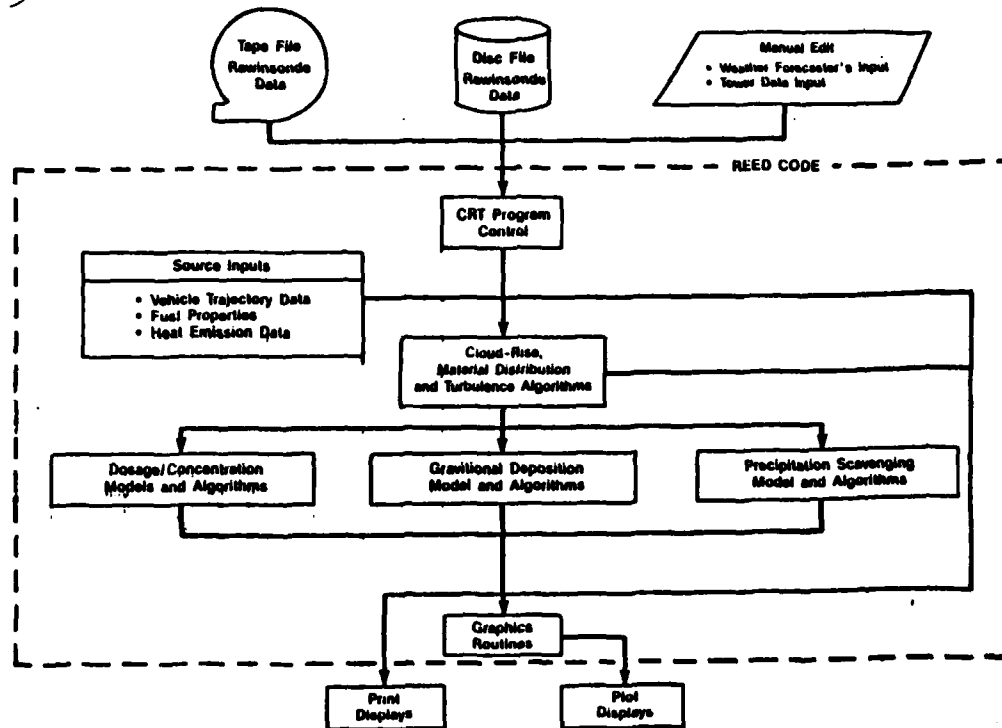 Tape File
Rawinsonde
Data
Disc File
Rawinsonde
Data
Manual Edit
• Weather Forecaster's Input
• Tower Data Input
REED CODE
CRT Program
Control
Source Inputs
• Vehicle Trajectory Data
• Fuel Properties
• Heat Emission Data
Cloud-Rise,
Material Distribution
and Turbulence Algorithms
Dosage/Concentration
Models and Algorithms
Gravitional Deposition
Model and Algorithms
Precipitation Scavenging
Model and Algorithms
Graphics
Routines
Print
Displays
Plot
Displays